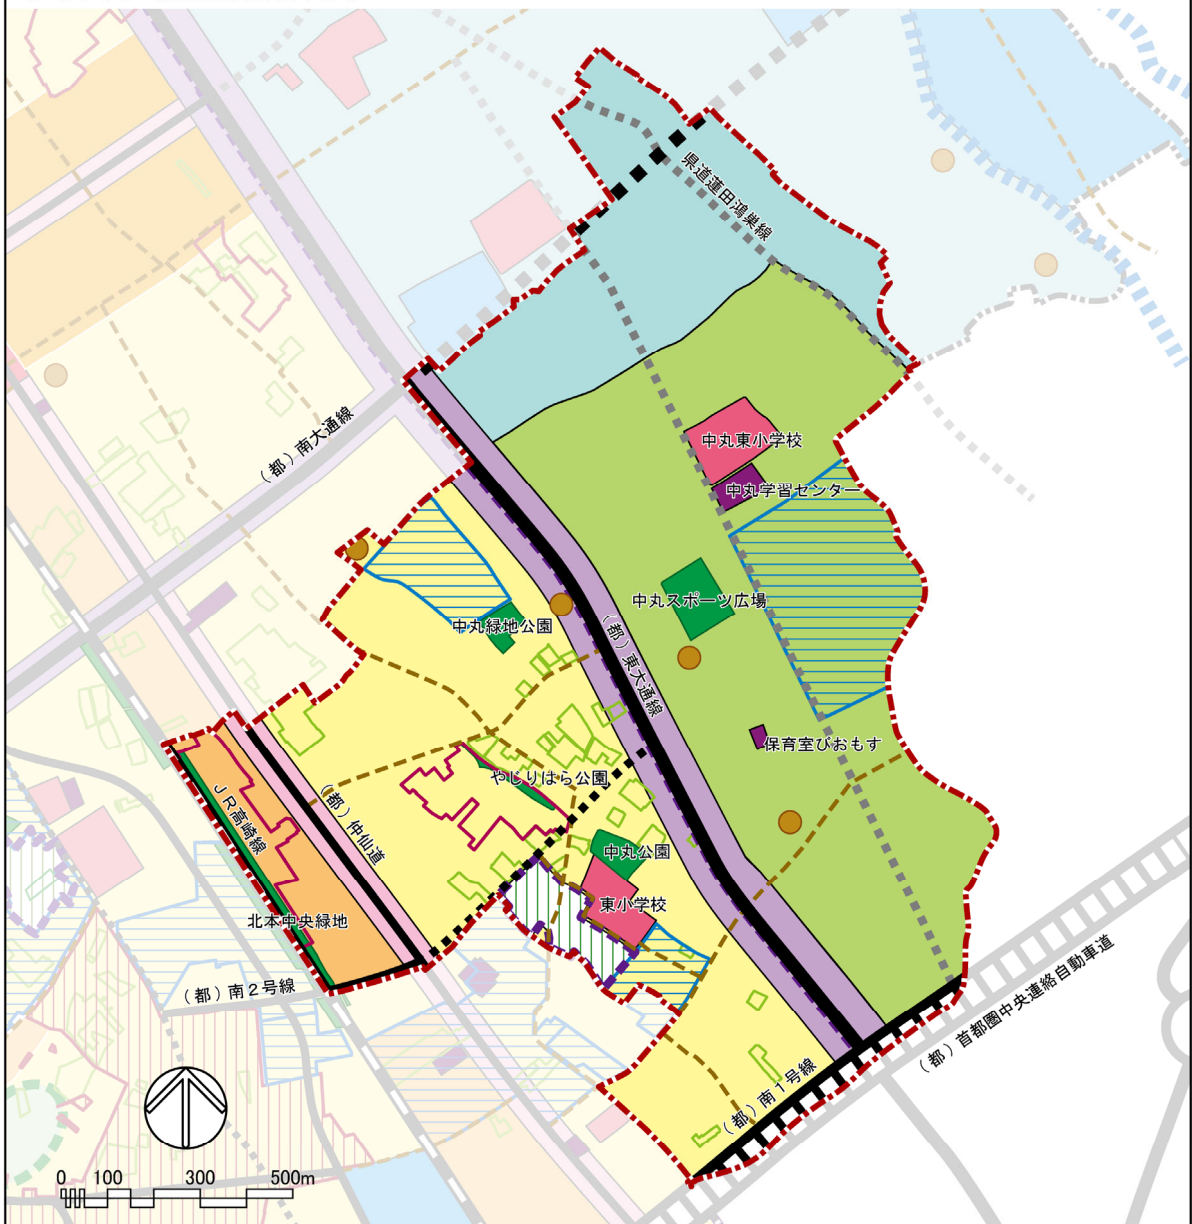 県道蓮田鴻巣線
(都)南大通線
中丸東小学校
中丸学習センター
中丸スポーツ広場
中丸緑地公園
(都)東大通線
保育室びおもす
やじりはら公園
(都)仲仙道
JR高崎線
中丸公園
東小学校
北本中央緑地
(都)南2号線
(都)首都圏中央連絡自動車道
(都)南1号線
0 100 300 500m